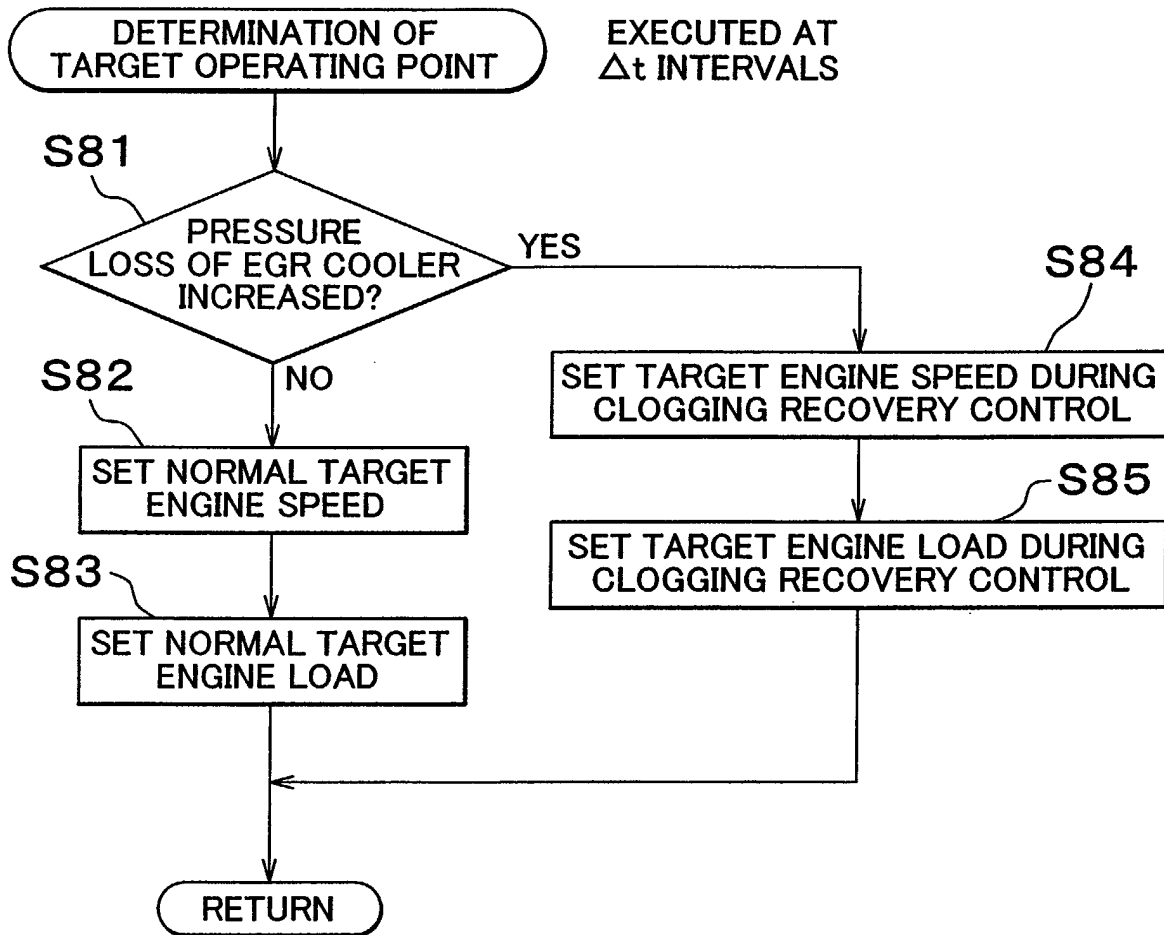 DETERMINATION OF
TARGET OPERATING POINT
EXECUTED AT
Δt INTERVALS
S81
PRESSURE
LOSS OF EGR COOLER
INCREASED?
YES
NO
S84
SET TARGET ENGINE SPEED DURING
CLOGGING RECOVERY CONTROL
S82
SET NORMAL TARGET
ENGINE SPEED
S85
SET TARGET ENGINE LOAD DURING
CLOGGING RECOVERY CONTROL
S83
SET NORMAL TARGET
ENGINE LOAD
RETURN